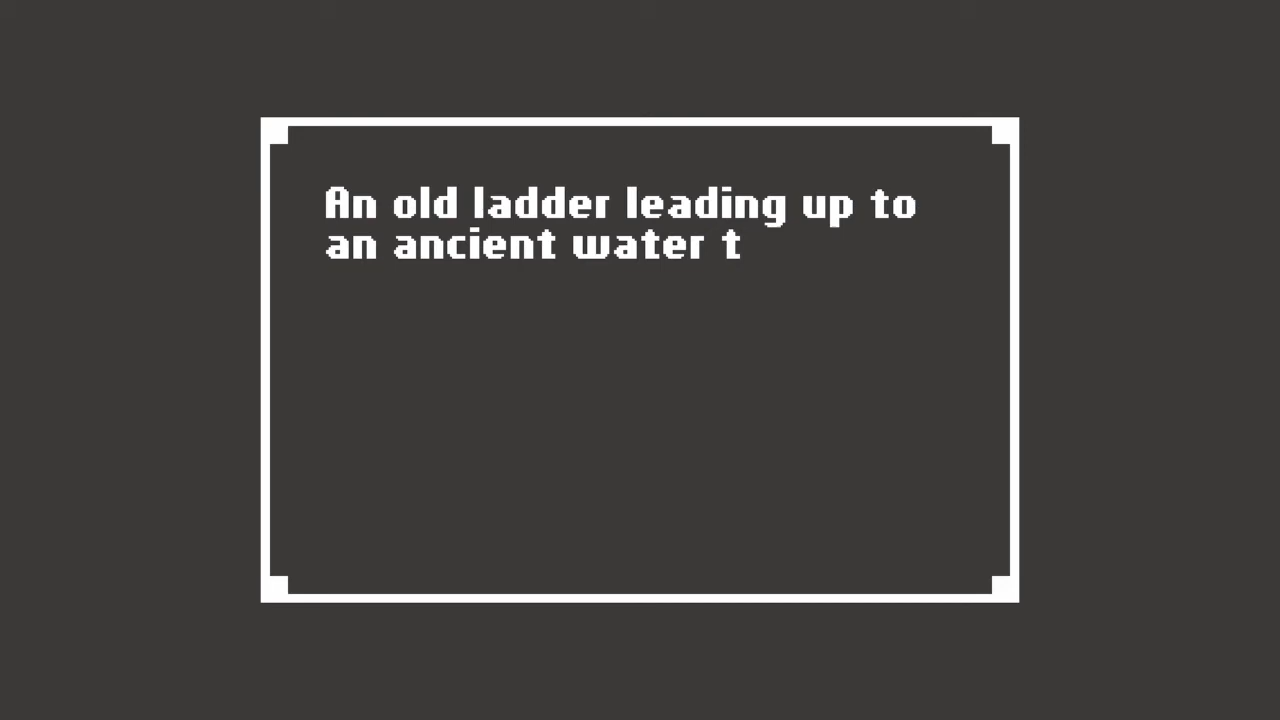 An old ladder leading up to
an ancient water t